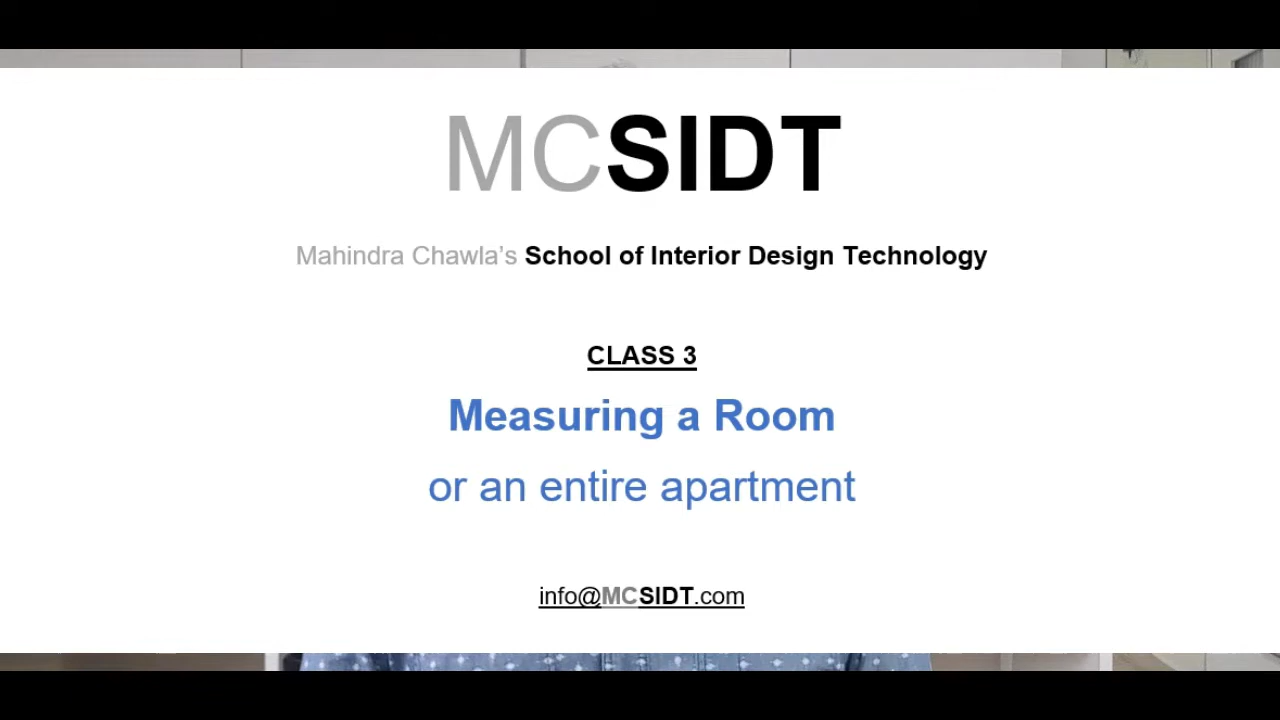 MCSIDT
Mahindra Chawla’s School of Interior Design Technology
CLASS 3
Measuring a Room
or an entire apartment
info@MCSIDT.com